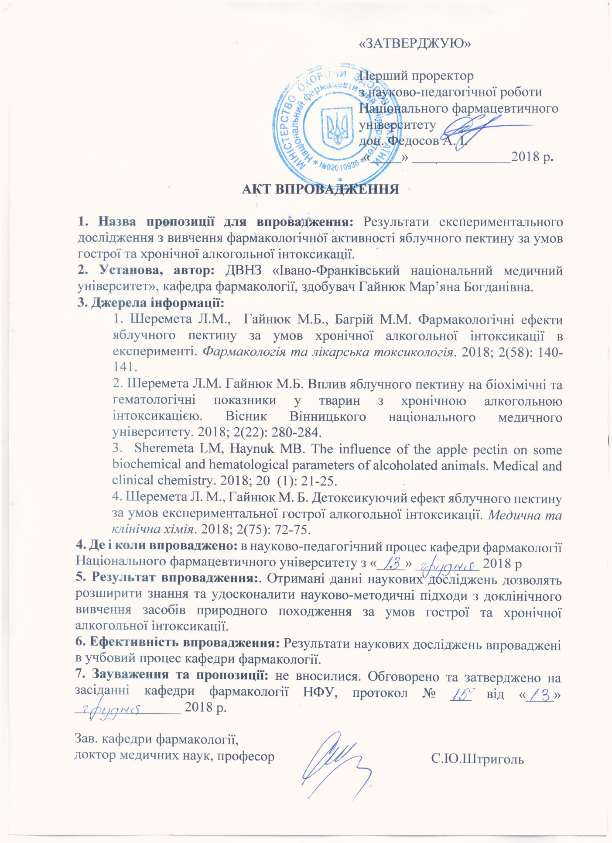 «ЗАТВЕРДЖУЮ»
Перший проректор
з науково-педагогічної роботи
Національного фармацевтичного
університету
доц. Федосов А.І.
«____» ______________2018 р.
АКТ ВПРОВАДЖЕННЯ
1. Назва пропозиції для впровадження: Результати експериментального
дослідження з вивчення фармакологічної активності яблучного пектину за умов
гострої та хронічної алкогольної інтоксикації.
2. Установа, автор: ДВНЗ «Івано-Франківський національний медичний
університет», кафедра фармакології, здобувач Гайнюк Мар’яна Богданівна.
3. Джерела інформації:
1. Шеремета Л.М., Гайнюк М.Б., Багрій М.М. Фармакологічні ефекти
яблучного пектину за умов хронічної алкогольної інтоксикації в
експерименті. Фармакологія та лікарська токсикологія. 2018; 2(58): 140-
141.
2. Шеремета Л.М. Гайнюк М.Б. Вплив яблучного пектину на біохімічні та
гематологічні показники у тварин з хронічною алкогольною
інтоксикацією. Вісник Вінницького національного медичного
університету. 2018; 2(22): 280-284.
3. Sheremeta LM, Haynuk MB. The influence of the apple pectin on some
biochemical and hematological parameters of alcoholated animals. Medical and
clinical chemistry. 2018; 20 (1): 21-25.
4. Шеремета Л. М., Гайнюк М. Б. Детоксикуючий ефект яблучного пектину
за умов експериментальної гострої алкогольної інтоксикації. Медична та
клінічна хімія. 2018; 2(75): 72-75.
4. Де і коли впроваджено: в науково-педагогічний процес кафедри фармакології
Національного фармацевтичного університету з «13» грудня 2018 р
5. Результат впровадження:. Отримані данні наукових досліджень дозволять
розширити знання та удосконалити науково-методичні підходи з доклінічного
вивчення засобів природного походження за умов гострої та хронічної
алкогольної інтоксикації.
6. Ефективність впровадження: Результати наукових досліджень впроваджені
в учбовий процес кафедри фармакології.
7. Зауваження та пропозиції: не вносилися. Обговорено та затверджено на
засіданні кафедри фармакології НФУ, протокол № 15 від «13»
грудня 2018 р.
Зав. кафедри фармакології,
доктор медичних наук, професор С.Ю.Штриголь